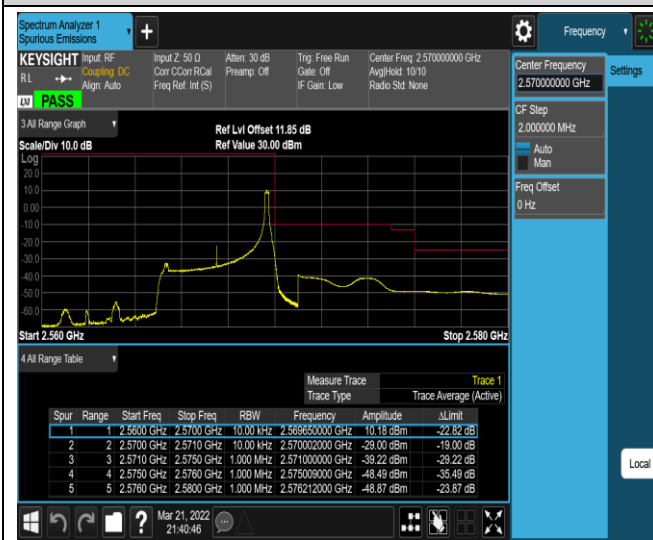 Spectrum Analyzer 1
Spurious Emissions
Frequency
KEYSIGHT Input: RF Input Z: 50 Ω Atten: 30 dB Trig: Free Run Center Freq: 2.570000000 GHz
RL Coupling: DC Corr CCorr RCal Preamp: Off Gate: Off Avg|Hold: 10/10
Align: Auto Freq Ref: Int (S) IF Gain: Low Radio Std: None
LXI PASS
3 All Range Graph
Ref Lvl Offset 11.85 dB
Scale/Div 10.0 dB Ref Value 30.00 dBm
Log
20.0
10.0
0.00
-10.0
-20.0
-30.0
-40.0
-50.0
-60.0
Start 2.560 GHz Stop 2.580 GHz
4 All Range Table
Measure Trace Trace 1
Trace Type Trace Average (Active)
Spur Range Start Freq Stop Freq RBW Frequency Amplitude ΔLimit
1 1 2.5600 GHz 2.5700 GHz 10.00 kHz 2.569650000 GHz 10.18 dBm -22.82 dB
2 2 2.5700 GHz 2.5710 GHz 10.00 kHz 2.570002000 GHz -29.00 dBm -19.00 dB
3 3 2.5710 GHz 2.5750 GHz 1.000 MHz 2.571000000 GHz -39.22 dBm -29.22 dB
4 4 2.5750 GHz 2.5760 GHz 1.000 MHz 2.575009000 GHz -48.49 dBm -35.49 dB
5 5 2.5760 GHz 2.5800 GHz 1.000 MHz 2.576212000 GHz -48.87 dBm -23.87 dB
Mar 21, 2022
21:40:46
Center Frequency
2.570000000 GHz
Settings
CF Step
2.000000 MHz
Auto
Man
Freq Offset
0 Hz
Local